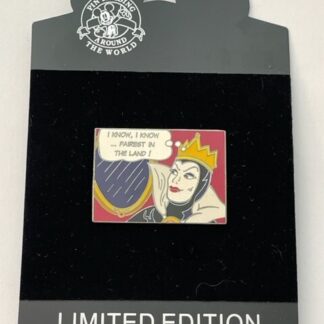 PIN TRADING
AROUND
THE WORLD
I KNOW, I KNOW
... FAIREST IN
THE LAND !
LIMITED EDITION